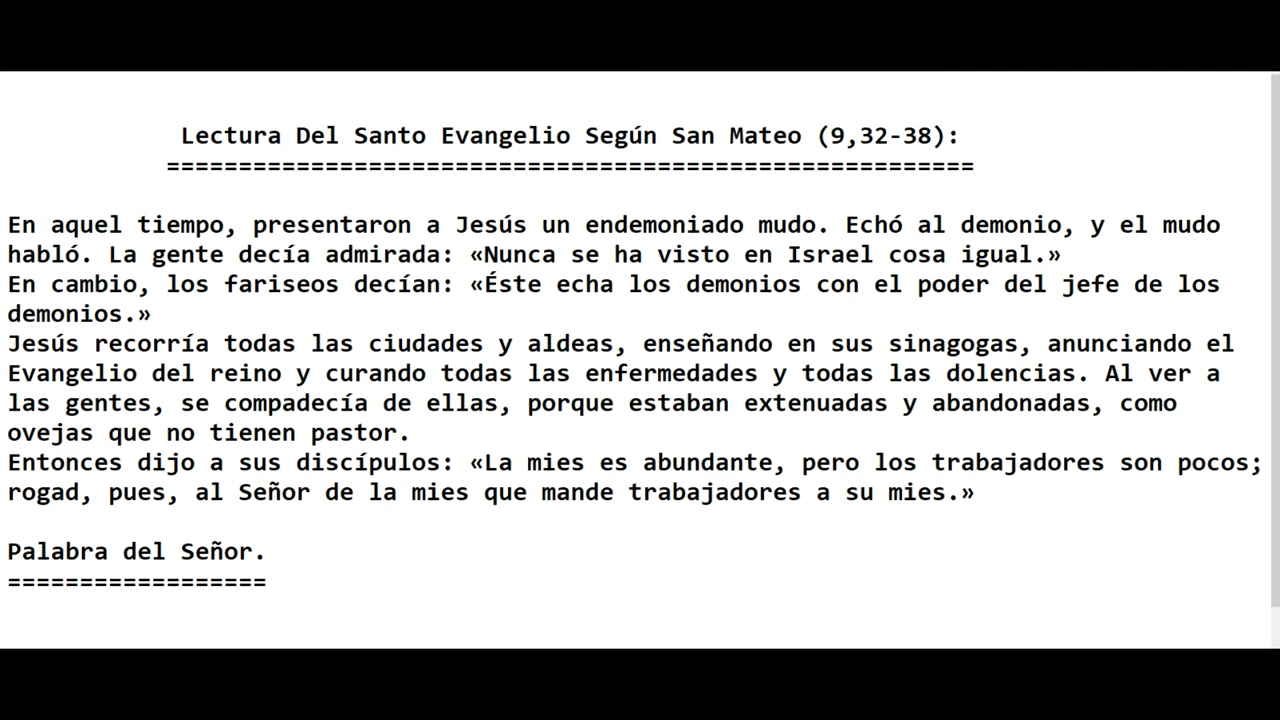 Lectura Del Santo Evangelio Según San Mateo (9,32-38):
========================================================
En aquel tiempo, presentaron a Jesús un endemoniado mudo. Echó al demonio, y el mudo
habló. La gente decía admirada: «Nunca se ha visto en Israel cosa igual.»
En cambio, los fariseos decían: «Éste echa los demonios con el poder del jefe de los
demonios.»
Jesús recorría todas las ciudades y aldeas, enseñando en sus sinagogas, anunciando el
Evangelio del reino y curando todas las enfermedades y todas las dolencias. Al ver a
las gentes, se compadecía de ellas, porque estaban extenuadas y abandonadas, como
ovejas que no tienen pastor.
Entonces dijo a sus discípulos: «La mies es abundante, pero los trabajadores son pocos;
rogad, pues, al Señor de la mies que mande trabajadores a su mies.»
Palabra del Señor.
==================